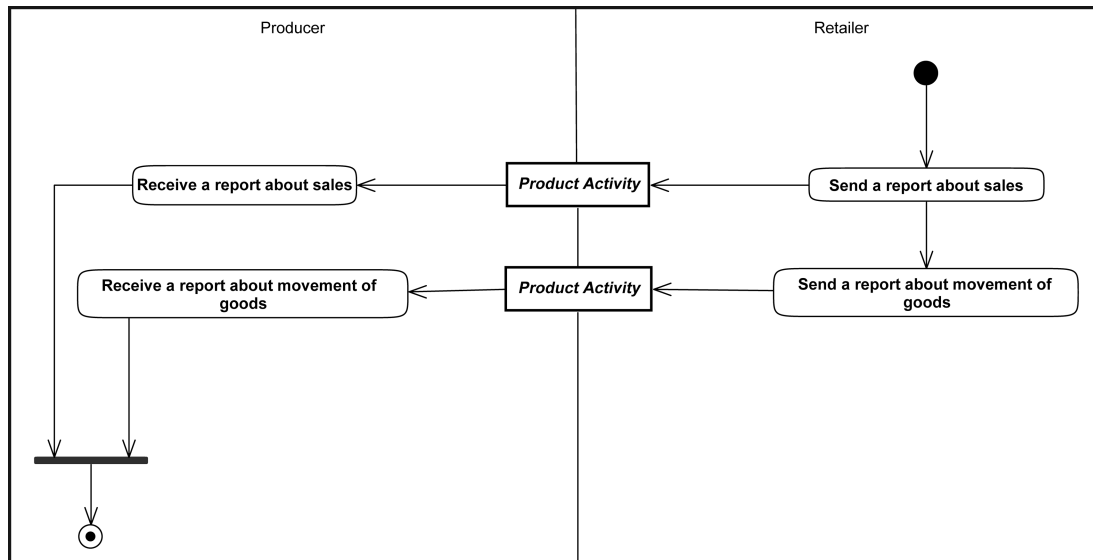 Producer
Retailer
Receive a report about sales
Product Activity
Send a report about sales
Receive a report about movement of
goods
Product Activity
Send a report about movement of
goods